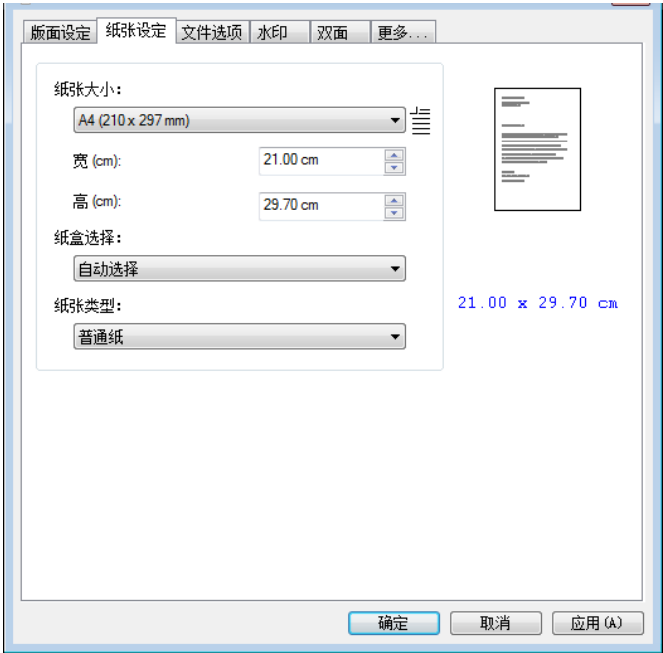 版面设定 纸张设定 文件选项 水印 双面 更多...
纸张大小：
A4 (210 x 297 mm)
宽 (cm): 21.00 cm
高 (cm): 29.70 cm
纸盒选择：
自动选择
21.00 x 29.70 cm
纸张类型：
普通纸
确定 取消 应用(A)